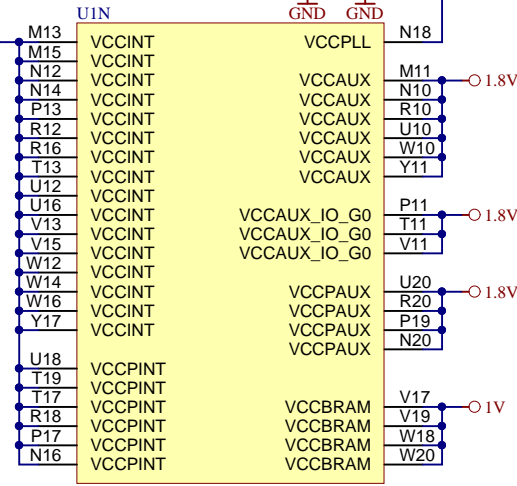 U1N GND GND
M13 VCCINT VCCPLL N18
M15 VCCINT
N12 VCCINT VCCAUX M11 1.8V
N14 VCCINT VCCAUX N10
P13 VCCINT VCCAUX R10
R12 VCCINT VCCAUX U10
R16 VCCINT VCCAUX W10
T13 VCCINT VCCAUX Y11
U12 VCCINT
U16 VCCINT VCCAUX_IO_G0 P11 1.8V
V13 VCCINT VCCAUX_IO_G0 T11
V15 VCCINT VCCAUX_IO_G0 V11
W12 VCCINT
W14 VCCINT VCCPAUX U20 1.8V
W16 VCCINT VCCPAUX R20
Y17 VCCINT VCCPAUX P19
VCCPAUX N20
U18 VCCPINT
T19 VCCPINT
T17 VCCPINT VCCBRAM V17 1V
R18 VCCPINT VCCBRAM V19
P17 VCCPINT VCCBRAM W18
N16 VCCPINT VCCBRAM W20